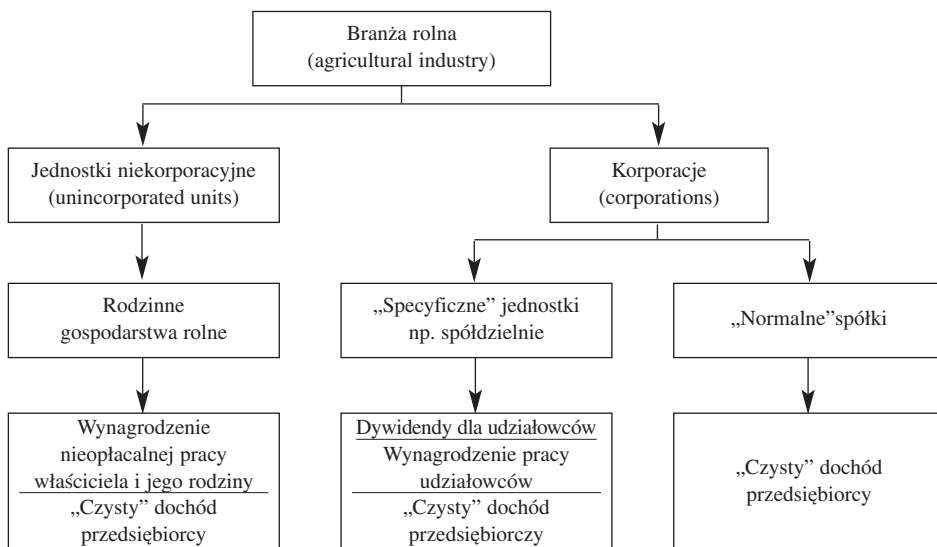 Branża rolna
(agricultural industry)
Jednostki niekorporacyjne
(unincorporated units)
Korporacje
(corporations)
Rodzinne
gospodarstwa rolne
„Specyficzne” jednostki
np. spółdzielnie
„Normalne”spółki
Wynagrodzenie
nieopłacalnej pracy
właściciela i jego rodziny
„Czysty” dochód
przedsiębiorcy
Dywidendy dla udziałowców
Wynagrodzenie pracy
udziałowców
„Czysty” dochód
przedsiębiorczy
„Czysty” dochód
przedsiębiorcy